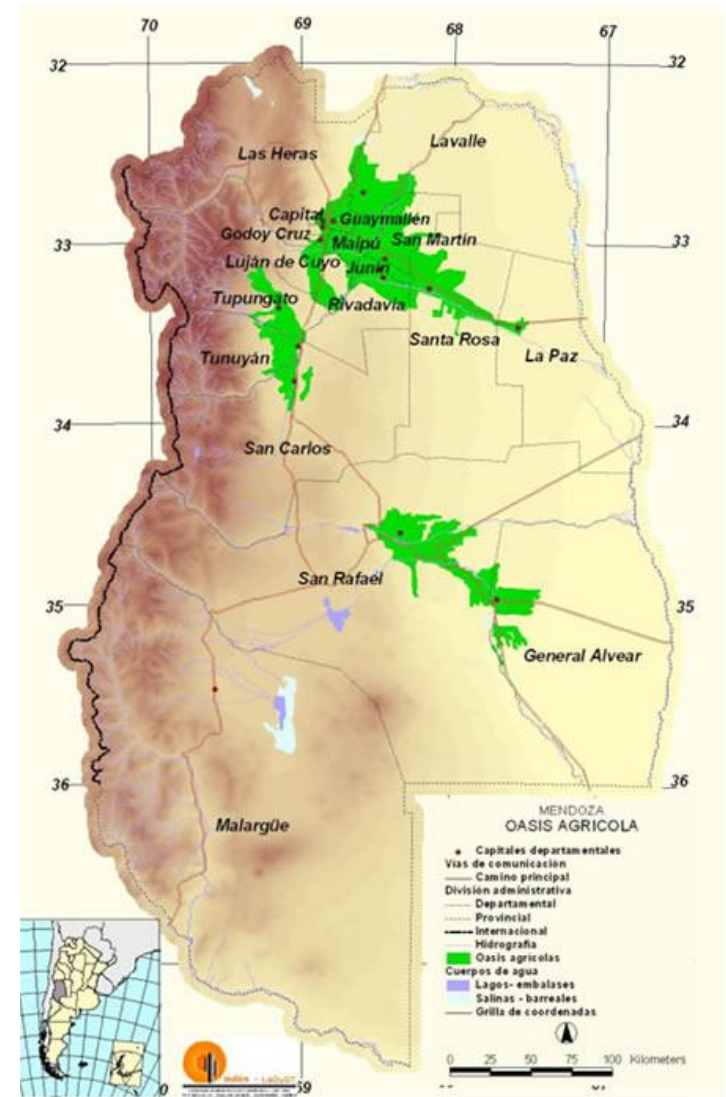 70 69 68 67
32 32
Lavalle
Las Heras
Capital
Guaymallén
Godoy Cruz
Maipú San Martín
33 33
Luján de Cuyo Junín
Tupungato
Rivadavia
Santa Rosa
Tunuyán
La Paz
34 34
San Carlos
San Rafael
35 35
General Alvear
36 36
MENDOZA
OASIS AGRICOLA
Malargüe
Capitales departamentales
Vías de comunicación
Camino principal
División administrativa
Departamental
Provincial
Internacional
Hidrografía
Oasis agrícolas
Cuerpos de agua
Lagos- embalases
Salinas - barreales
Grilla de coordenadas
0 25 50 75 100 Kilometers
69